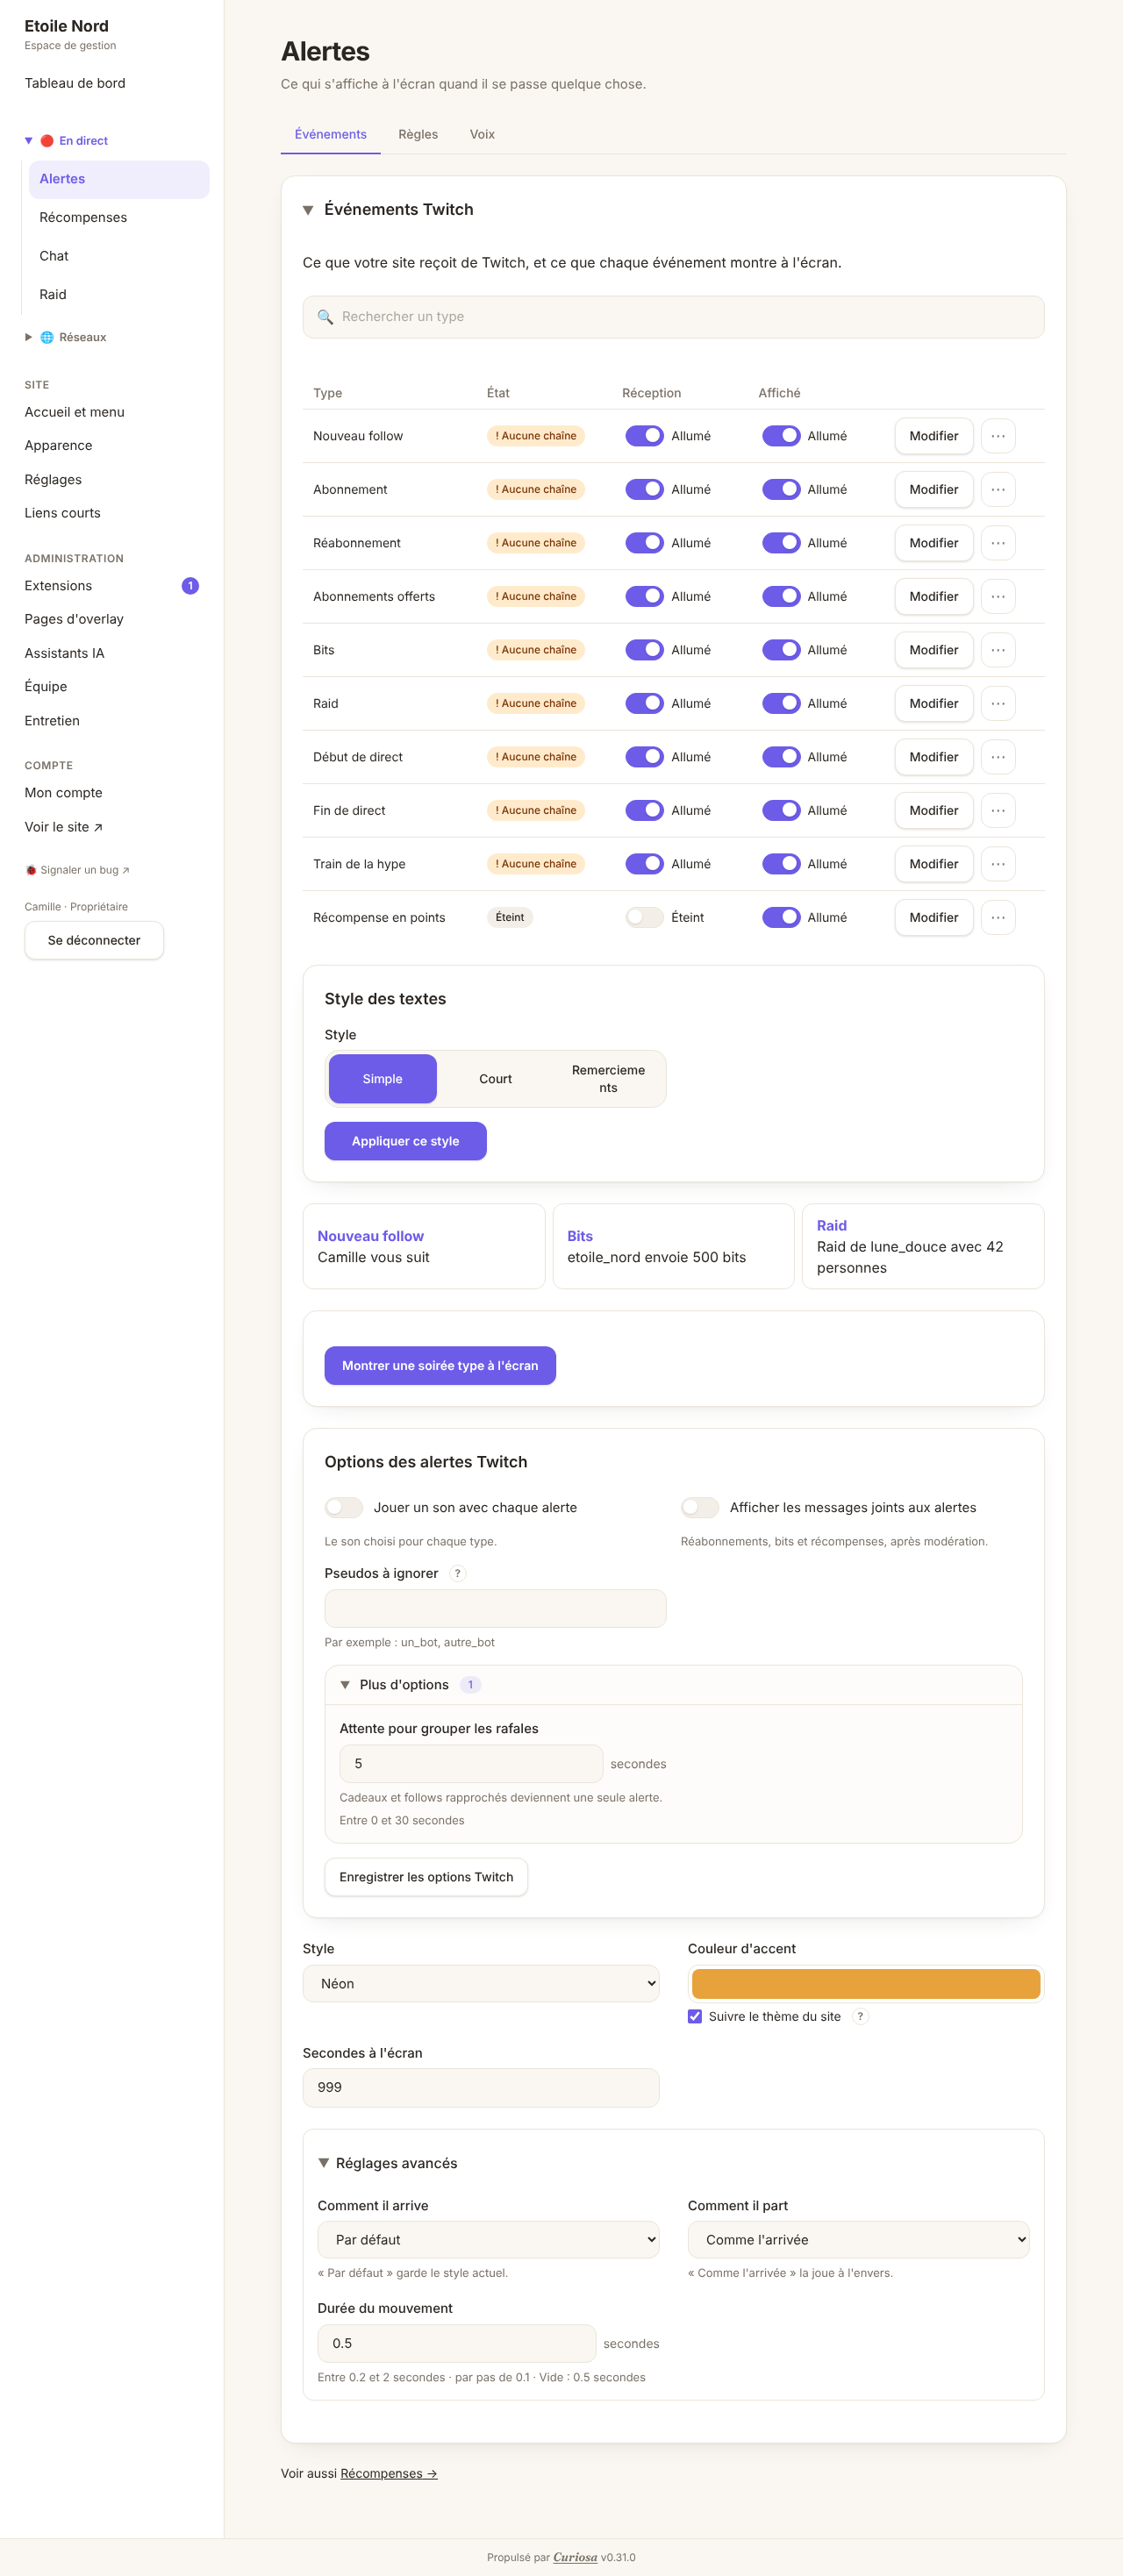 Etoile Nord
Espace de gestion
Tableau de bord
En direct
Alertes
Récompenses
Chat
Raid
Réseaux
SITE
Accueil et menu
Apparence
Réglages
Liens courts
ADMINISTRATION
Extensions 1
Pages d'overlay
Assistants IA
Équipe
Entretien
COMPTE
Mon compte
Voir le site ↗
Signaler un bug ↗
Camille · Propriétaire
Se déconnecter
Alertes
Ce qui s'affiche à l'écran quand il se passe quelque chose.
Événements Règles Voix
Événements Twitch
Ce que votre site reçoit de Twitch, et ce que chaque événement montre à l'écran.
Rechercher un type
Type État Réception Affiché
Nouveau follow ! Aucune chaîne Allumé Allumé Modifier ···
Abonnement ! Aucune chaîne Allumé Allumé Modifier ···
Réabonnement ! Aucune chaîne Allumé Allumé Modifier ···
Abonnements offerts ! Aucune chaîne Allumé Allumé Modifier ···
Bits ! Aucune chaîne Allumé Allumé Modifier ···
Raid ! Aucune chaîne Allumé Allumé Modifier ···
Début de direct ! Aucune chaîne Allumé Allumé Modifier ···
Fin de direct ! Aucune chaîne Allumé Allumé Modifier ···
Train de la hype ! Aucune chaîne Allumé Allumé Modifier ···
Récompense en points Éteint Éteint Allumé Modifier ···
Style des textes
Style
Simple Court Remercieme
nts
Appliquer ce style
Nouveau follow
Camille vous suit
Bits
etoile_nord envoie 500 bits
Raid
Raid de lune_douce avec 42
personnes
Montrer une soirée type à l'écran
Options des alertes Twitch
Jouer un son avec chaque alerte
Le son choisi pour chaque type.
Afficher les messages joints aux alertes
Réabonnements, bits et récompenses, après modération.
Pseudos à ignorer ?
Par exemple : un_bot, autre_bot
Plus d'options 1
Attente pour grouper les rafales
5 secondes
Cadeaux et follows rapprochés deviennent une seule alerte.
Entre 0 et 30 secondes
Enregistrer les options Twitch
Style
Néon
Couleur d'accent
Suivre le thème du site ?
Secondes à l'écran
999
Réglages avancés
Comment il arrive
Par défaut
« Par défaut » garde le style actuel.
Comment il part
Comme l'arrivée
« Comme l'arrivée » la joue à l'envers.
Durée du mouvement
0.5 secondes
Entre 0.2 et 2 secondes · par pas de 0.1 · Vide : 0.5 secondes
Voir aussi Récompenses →
Propulsé par Curiosa v0.31.0